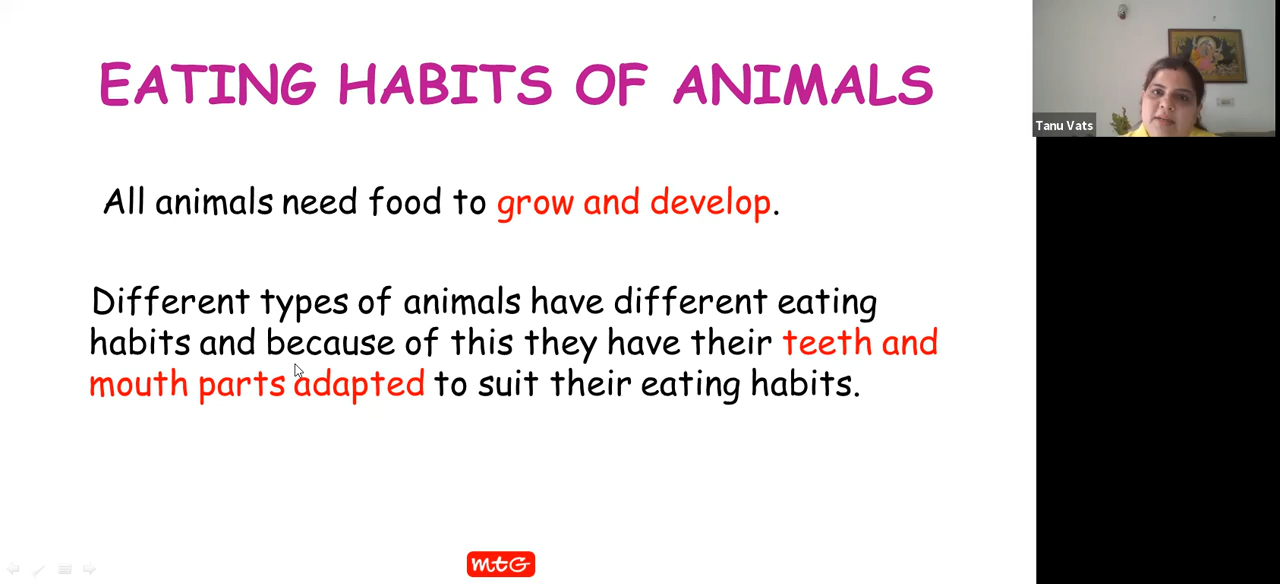 EATING HABITS OF ANIMALS
Tanu Vats
All animals need food to grow and develop.
Different types of animals have different eating
habits and because of this they have their teeth and
mouth parts adapted to suit their eating habits.
mtG